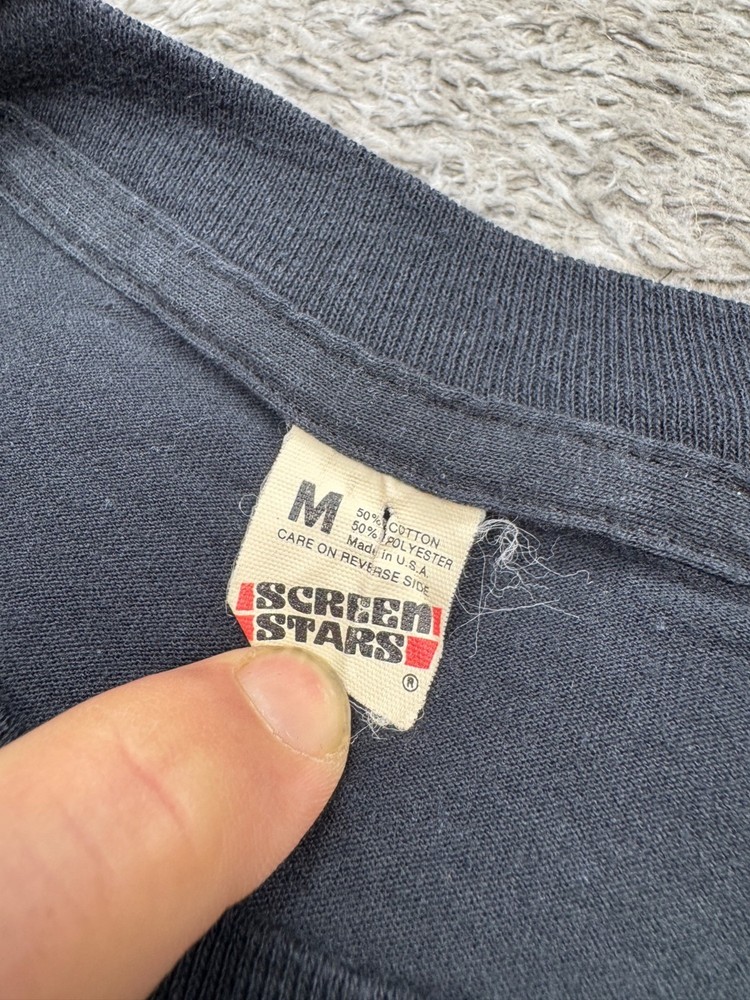 M
50% COTTON
50% POLYESTER
Made in U.S.A.
CARE ON REVERSE SIDE
SCREEN
STARS
®